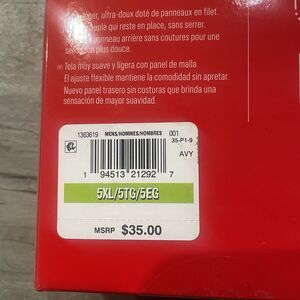 ultra-doux doté de panneaux en filet.
qui reste en place, sans serrer.
panneau arrière sans coutures pour une
plus douce.
Tela muy suave y ligera con panel de malla.
El ajuste flexible mantiene la comodidad sin apretar.
Nuevo panel trasero sin costuras que brinda una
sensación de mayor suavidad.
1363619 MENS/HOMMES/HOMBRES 001
35-P1-9
AVY
1 94513 21292 7
5XL/5TG/5EG
MSRP $35.00